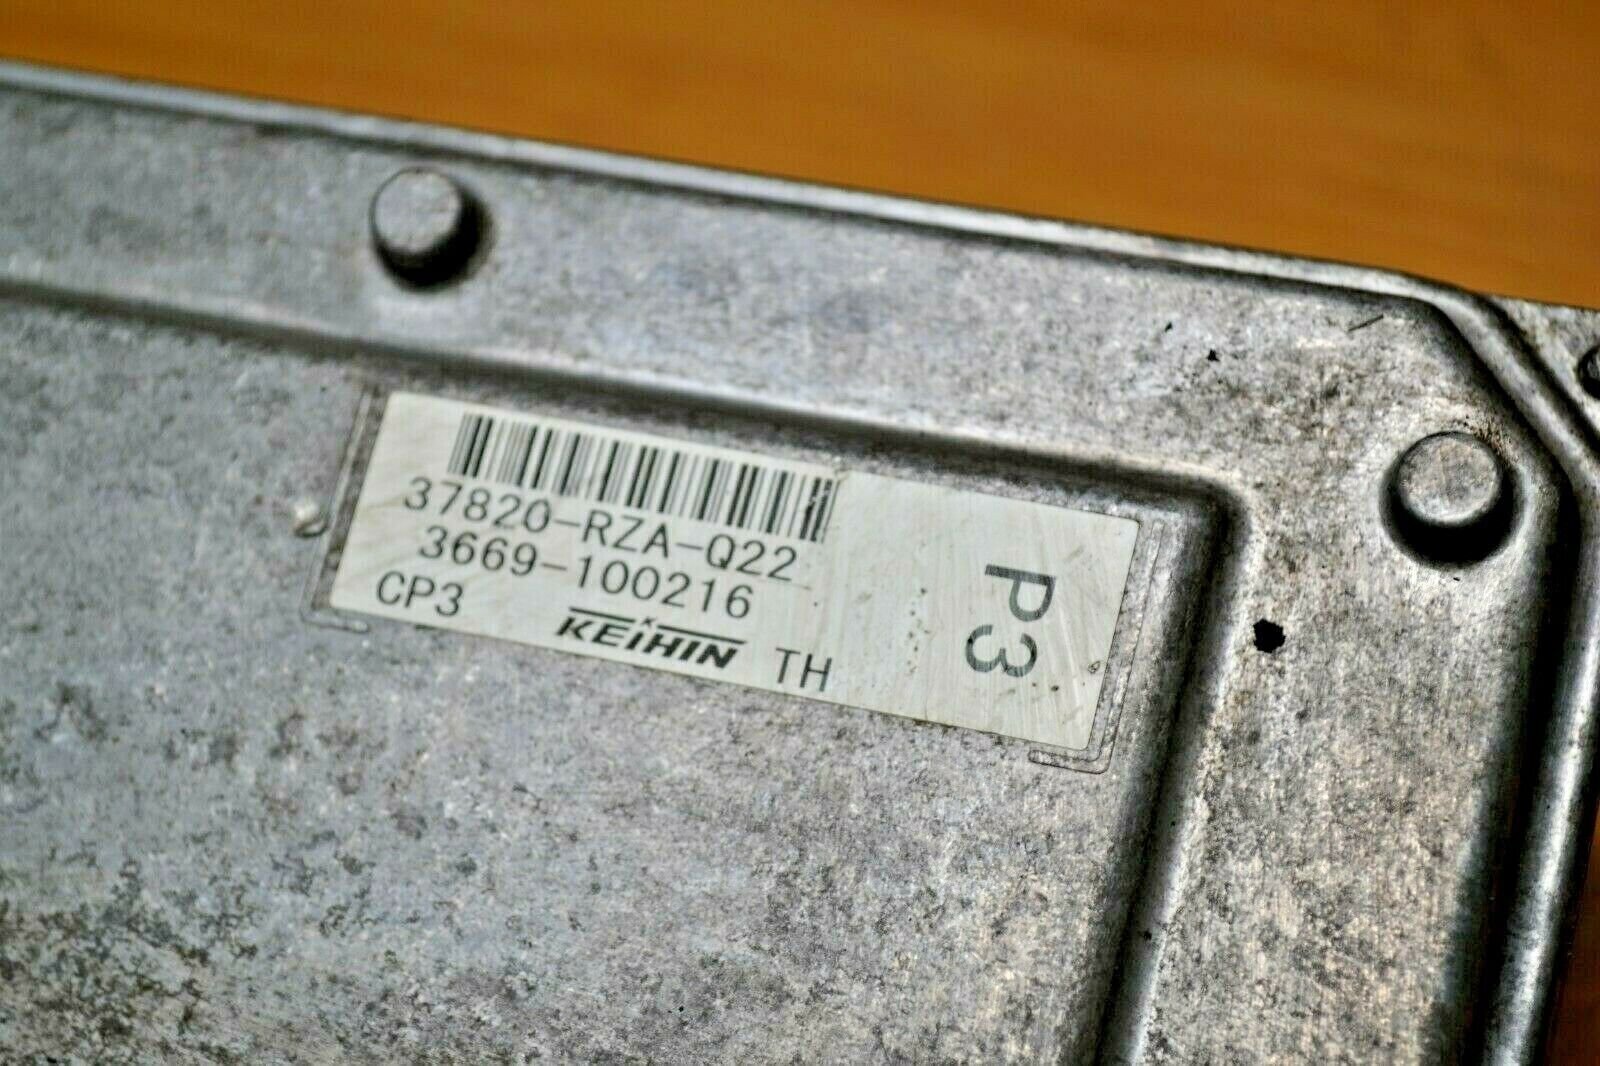 37820-RZA-Q22
3669-100216
CP3
KEIHIN
TH
P3